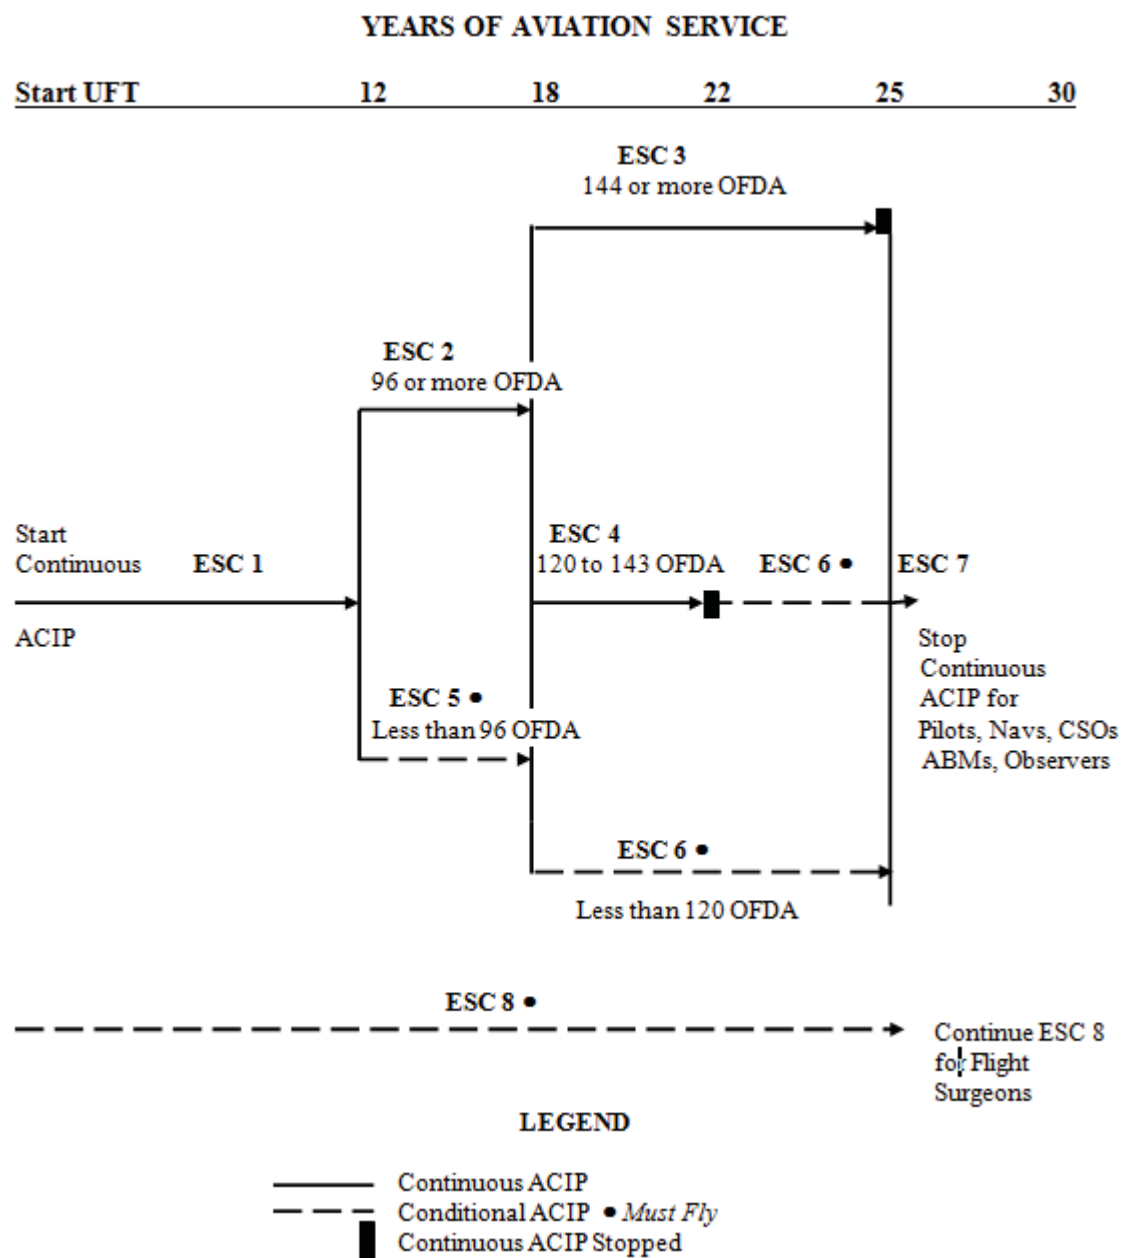 YEARS OF AVIATION SERVICE
Start UFT 12 18 22 25 30
ESC 3
144 or more OFDA
ESC 2
96 or more OFDA
Start
Continuous ESC 1
ACIP
ESC 4
120 to 143 OFDA
ESC 6 •
ESC 7
Stop
Continuous
ACIP for
Pilots, Navs, CSOs
ABMs, Observers
ESC 5 •
Less than 96 OFDA
ESC 6 •
Less than 120 OFDA
ESC 8 •
Continue ESC 8
for Flight
Surgeons
LEGEND
Continuous ACIP
Conditional ACIP • Must Fly
Continuous ACIP Stopped